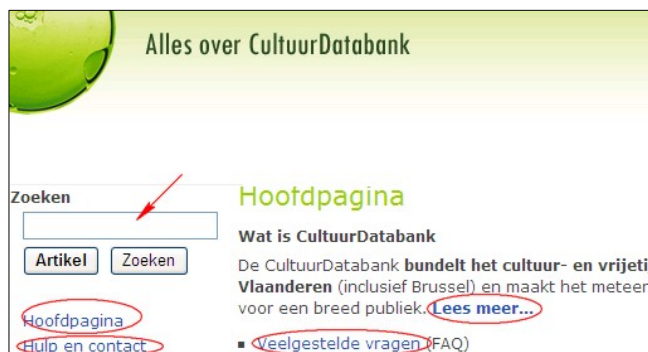 Alles over CultuurDatabank
Zoeken
Artikel Zoeken
Hoofdpagina
Hulp en contact
Hoofdpagina
Wat is CultuurDatabank
De CultuurDatabank bundelt het cultuur- en vrijeti
Vlaanderen (inclusief Brussel) en maakt het meteer
voor een breed publiek. Lees meer...
▪ Veelgestelde vragen (FAQ)